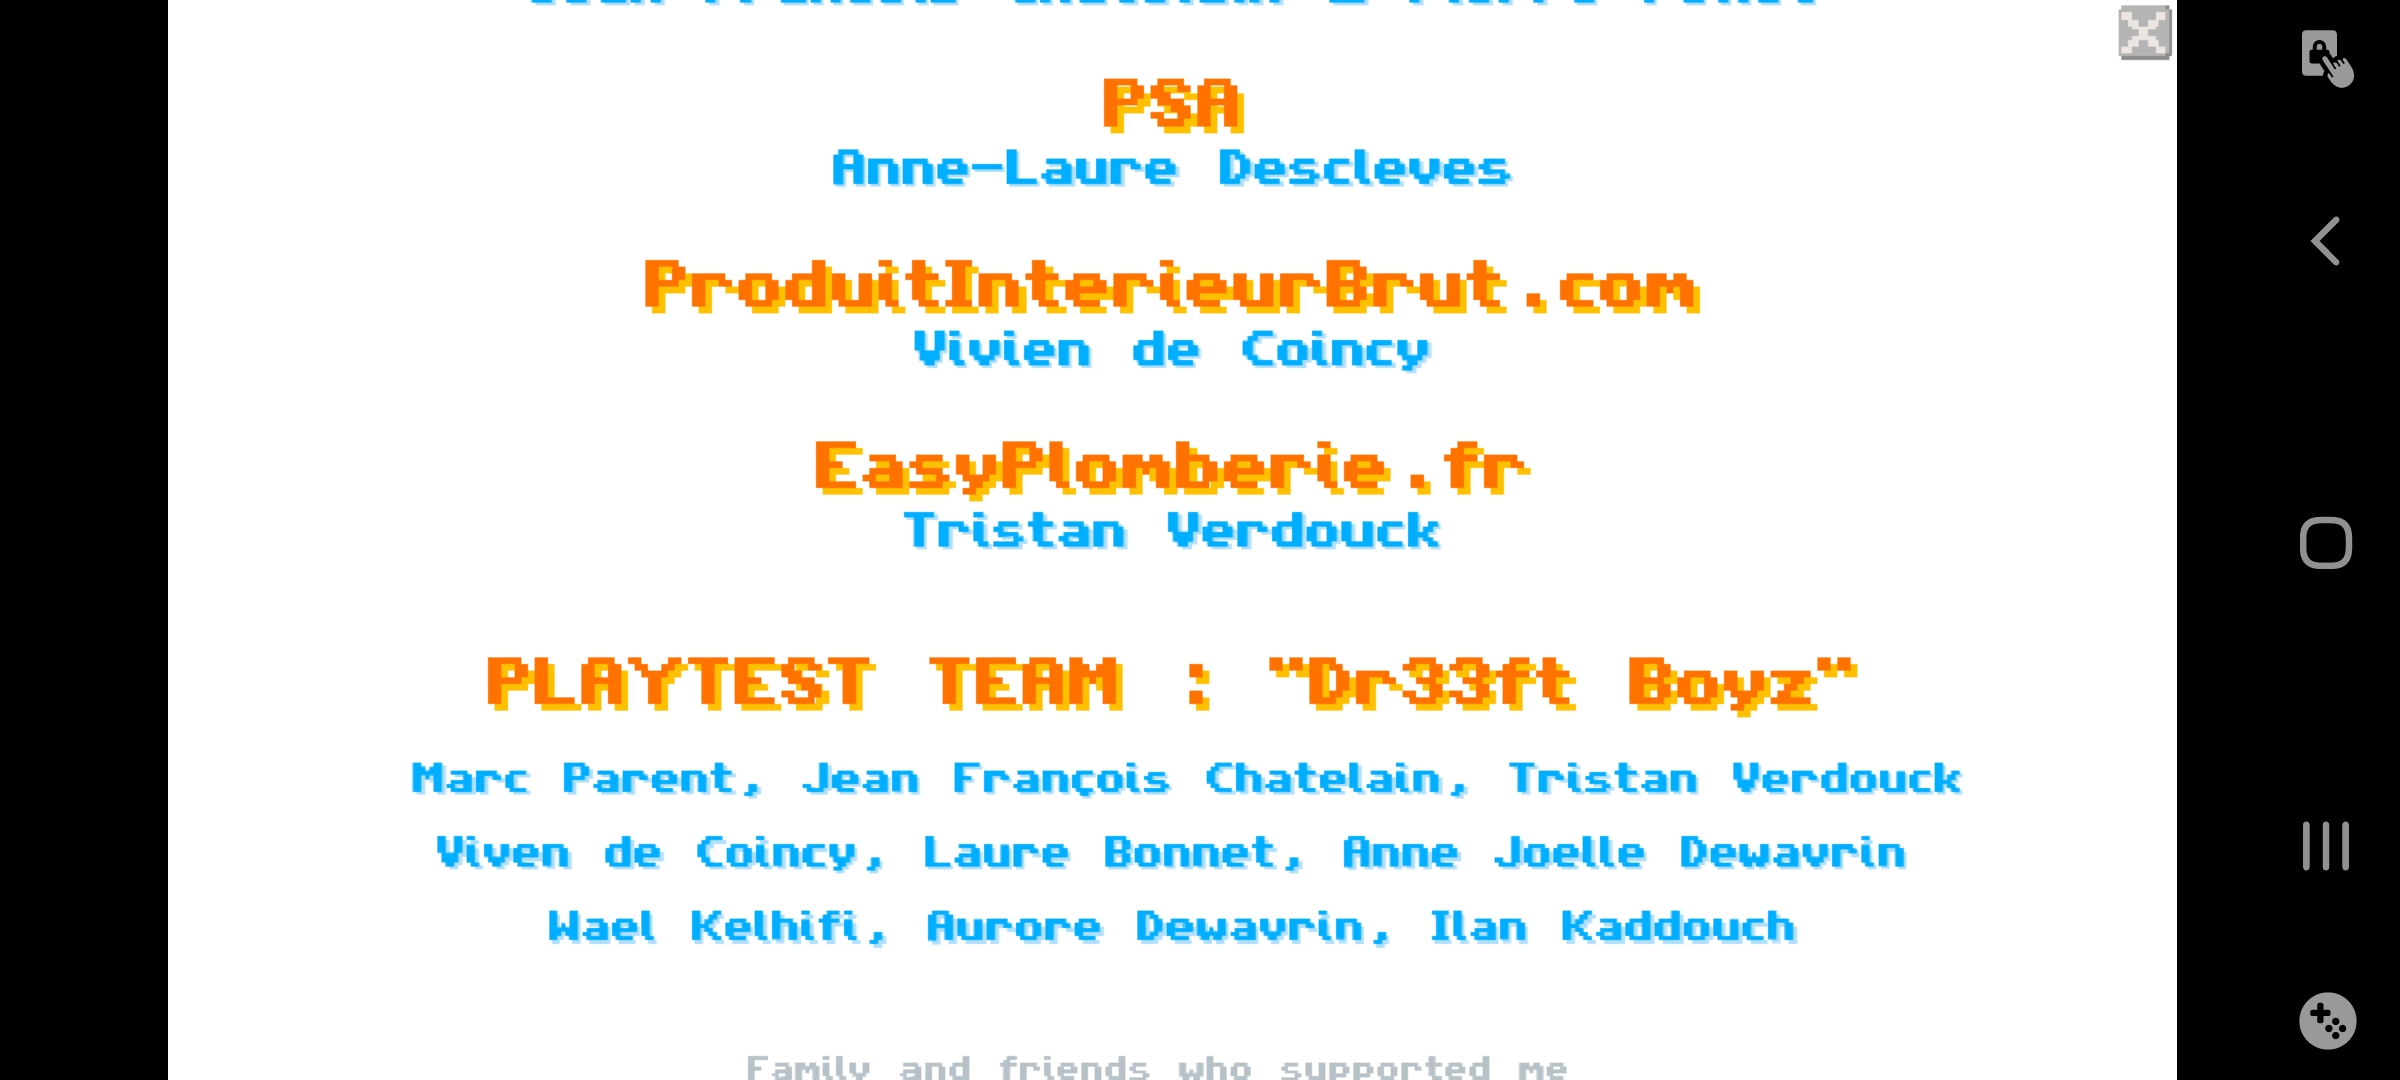 PSA
Anne-Laure Descleves
ProduitInterieurBrut.com
Vivien de Coincy
EasyPlomberie.fr
Tristan Verdouck
PLAYTEST TEAM : "Dr33ft Boyz"
Marc Parent, Jean François Chatelain, Tristan Verdouck
Viven de Coincy, Laure Bonnet, Anne Joelle Dewavrin
Wael Kelhifi, Aurore Dewavrin, Ilan Kaddouch
Family and friends who supported me